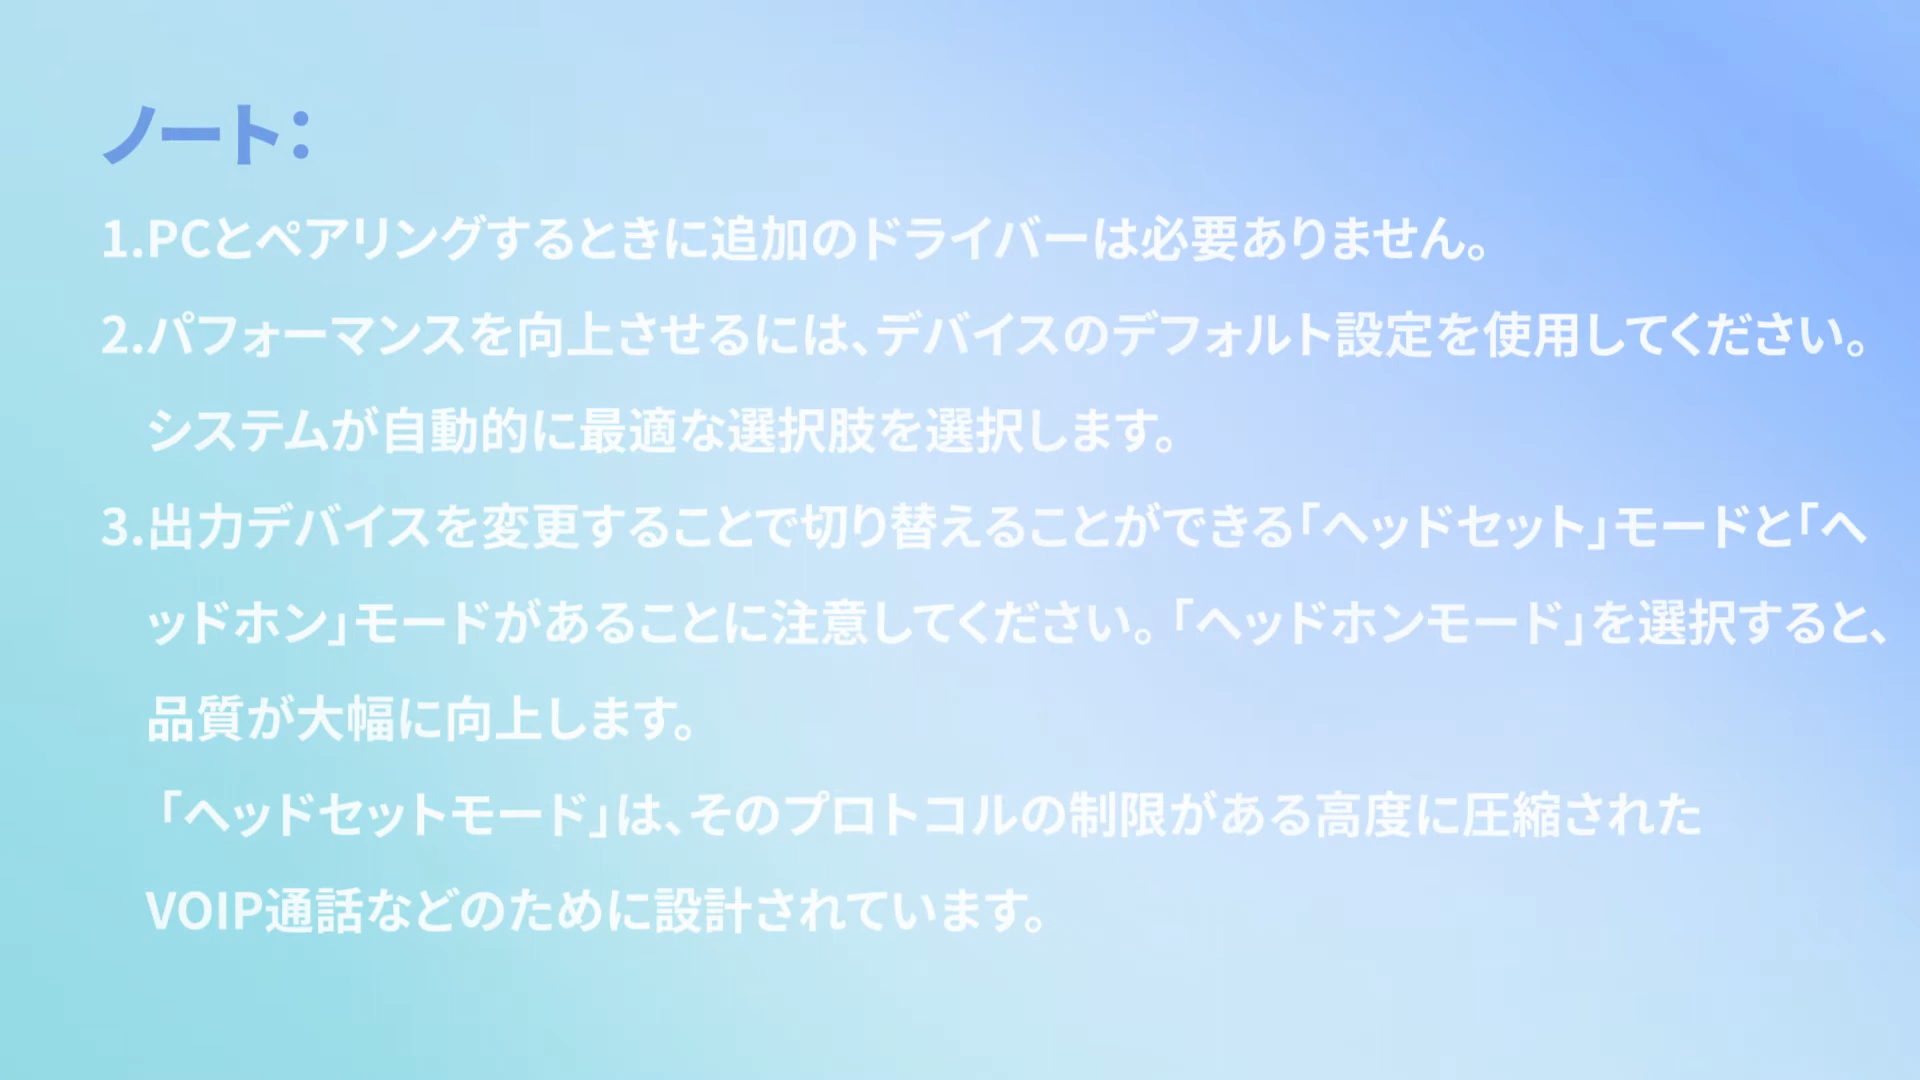 ノート：
1.PCとペアリングするときに追加のドライバーは必要ありません。
2.パフォーマンスを向上させるには、デバイスのデフォルト設定を使用してください。
システムが自動的に最適な選択肢を選択します。
3.出力デバイスを変更することで切り替えることができる「ヘッドセット」モードと「ヘ
ッドホン」モードがあることに注意してください。「ヘッドホンモード」を選択すると、
品質が大幅に向上します。
「ヘッドセットモード」は、そのプロトコルの制限がある高度に圧縮された
VOIP通話などのために設計されています。